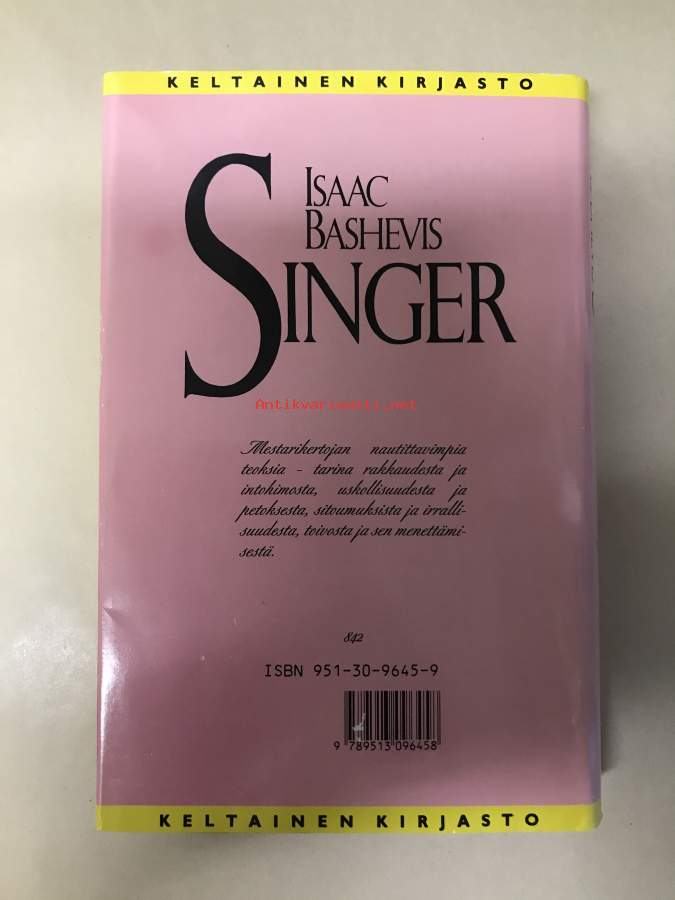 KELTAINEN KIRJASTO
ISAAC
BASHEVIS
SINGER
Antikvariaatti.net
Mestarikertojan nautittavimpia
teoksia – tarina rakkaudesta ja
intohimosta, uskollisuudesta ja
petoksesta, sitoumuksista ja irralli-
suudesta, toivosta ja sen menettämi-
sestä.
842
ISBN 951-30-9645-9
9 789513 096458
KELTAINEN KIRJASTO